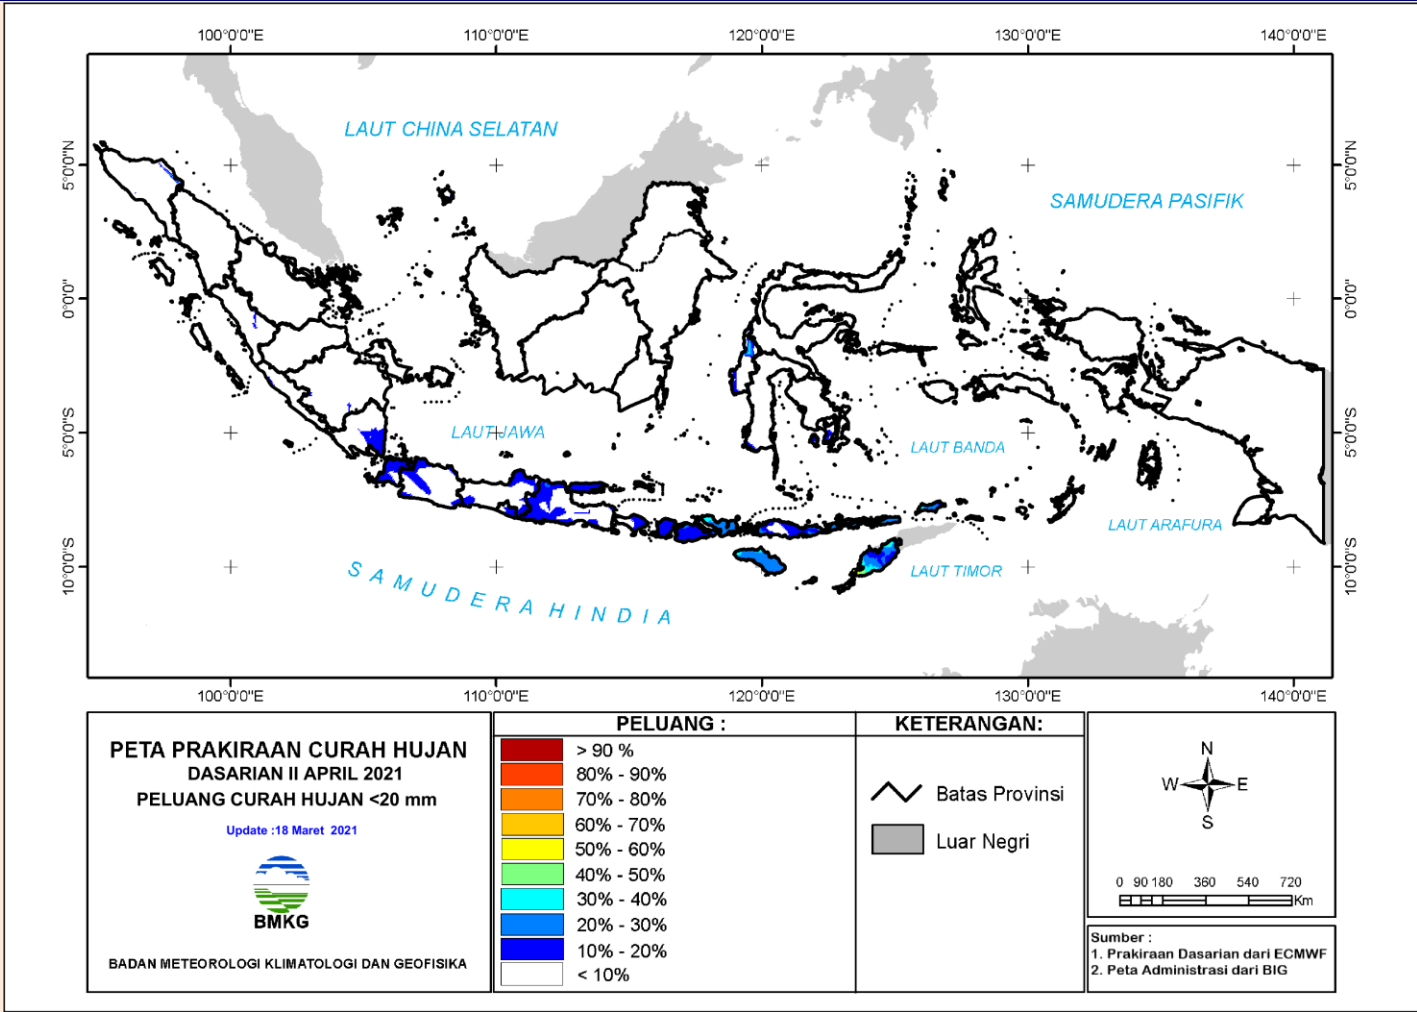 100°0'0"E 110°0'0"E 120°0'0"E 130°0'0"E 140°0'0"E
5°0'0"N 5°0'0"N
0°0'0" 0°0'0"
5°0'0"S 5°0'0"S
10°0'0"S 10°0'0"S
LAUT CHINA SELATAN
SAMUDERA PASIFIK
LAUT JAWA
LAUT BANDA
LAUT ARAFURA
LAUT TIMOR
SAMUDERA HINDIA
100°0'0"E 110°0'0"E 120°0'0"E 130°0'0"E 140°0'0"E
PETA PRAKIRAAN CURAH HUJAN
DASARIAN II APRIL 2021
PELUANG CURAH HUJAN <20 mm
Update :18 Maret 2021
BMKG
BADAN METEOROLOGI KLIMATOLOGI DAN GEOFISIKA
PELUANG :
> 90 %
80% - 90%
70% - 80%
60% - 70%
50% - 60%
40% - 50%
30% - 40%
20% - 30%
10% - 20%
< 10%
KETERANGAN:
Batas Provinsi
Luar Negri
N
W E
S
0 90 180 360 540 720
Km
Sumber :
1. Prakiraan Dasarian dari ECMWF
2. Peta Administrasi dari BIG